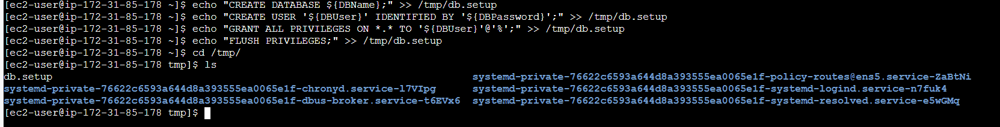 [ec2-user@ip-172-31-85-178 ~]$ echo "CREATE DATABASE ${DBName};" >> /tmp/db.setup
[ec2-user@ip-172-31-85-178 ~]$ echo "CREATE USER '${DBUser}' IDENTIFIED BY '${DBPassword}';" >> /tmp/db.setup
[ec2-user@ip-172-31-85-178 ~]$ echo "GRANT ALL PRIVILEGES ON *.* TO '${DBUser}'@'%';" >> /tmp/db.setup
[ec2-user@ip-172-31-85-178 ~]$ echo "FLUSH PRIVILEGES;" >> /tmp/db.setup
[ec2-user@ip-172-31-85-178 ~]$ cd /tmp/
[ec2-user@ip-172-31-85-178 tmp]$ ls
db.setup systemd-private-76622c6593a644d8a393555ea0065e1f-policy-routes@ens5.service-ZaBtNi
systemd-private-76622c6593a644d8a393555ea0065e1f-chronyd.service-l7VIpg systemd-private-76622c6593a644d8a393555ea0065e1f-systemd-logind.service-n7fuk4
systemd-private-76622c6593a644d8a393555ea0065e1f-dbus-broker.service-t6EVx6 systemd-private-76622c6593a644d8a393555ea0065e1f-systemd-resolved.service-e5wGMq
[ec2-user@ip-172-31-85-178 tmp]$